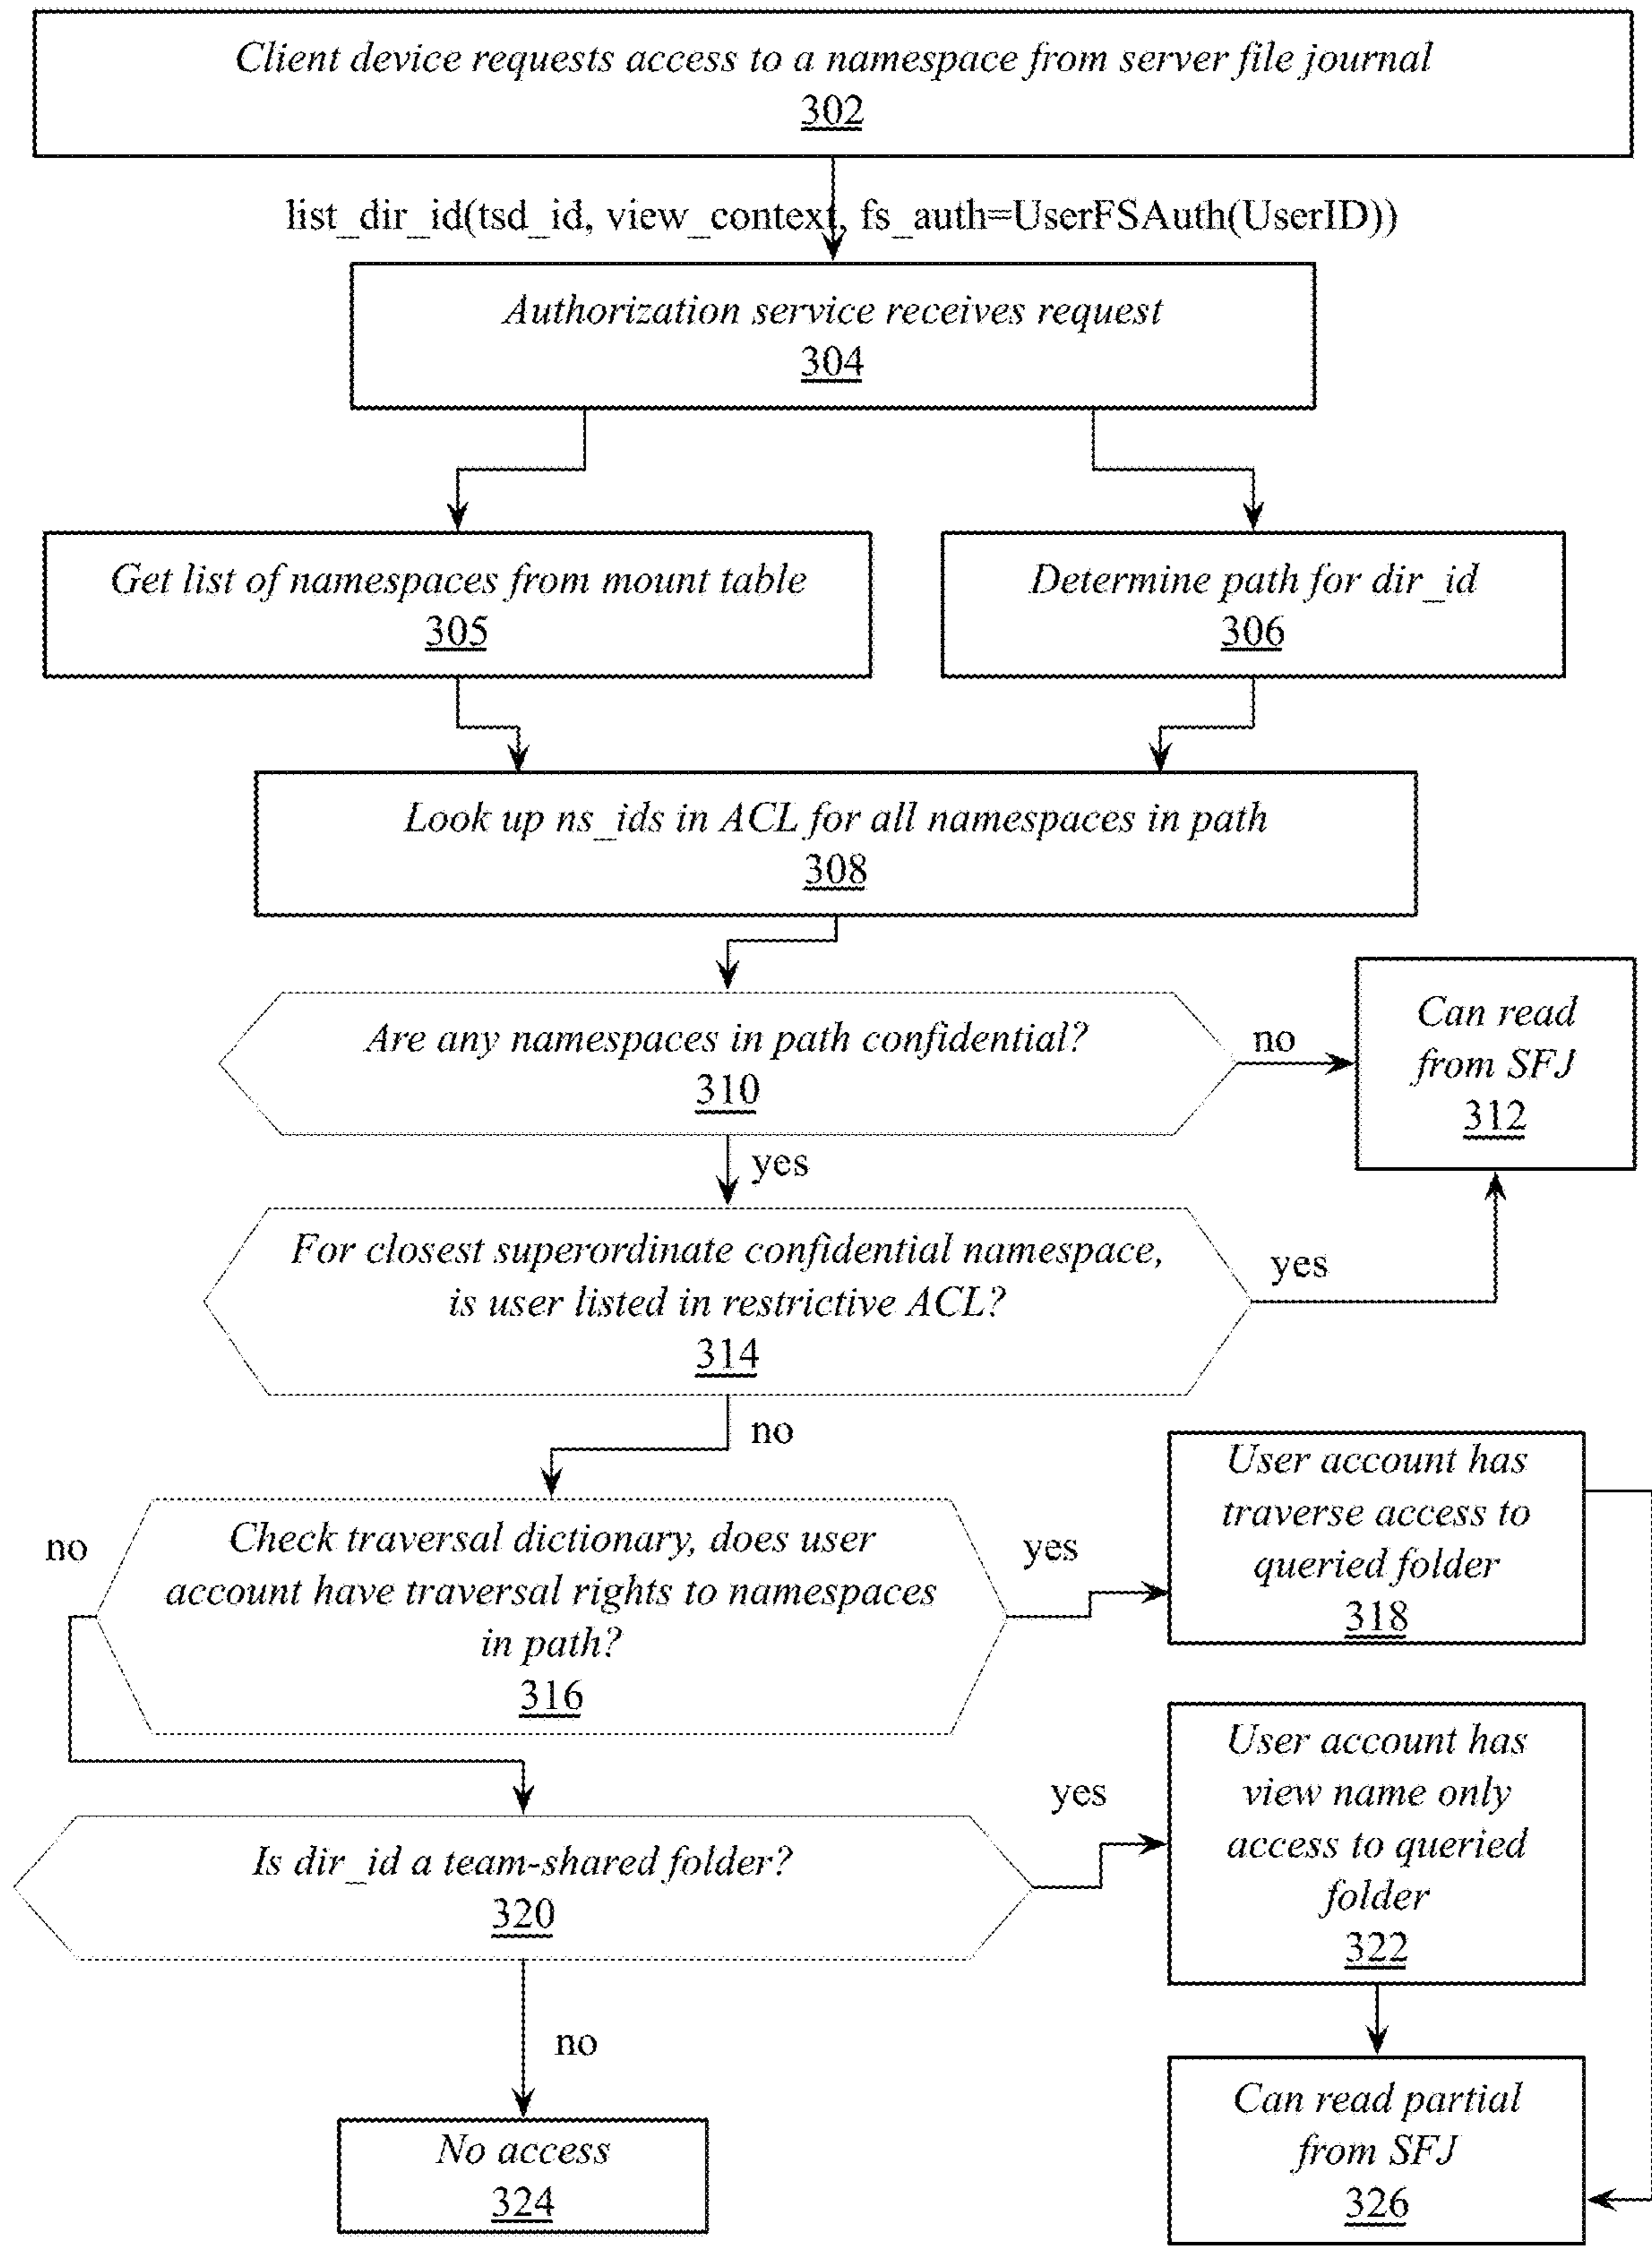 Client device requests access to a namespace from server file journal
302
list_dir_id(tsd_id, view_context, fs_auth=UserFSAuth(UserID))
Authorization service receives request
304
Get list of namespaces from mount table
305
Determine path for dir_id
306
Look up ns_ids in ACL for all namespaces in path
308
Are any namespaces in path confidential?
310
no
Can read
from SFJ
312
yes
For closest superordinate confidential namespace,
is user listed in restrictive ACL?
314
yes
no
Check traversal dictionary, does user
account have traversal rights to namespaces
in path?
316
no
yes
User account has
traverse access to
queried folder
318
Is dir_id a team-shared folder?
320
yes
User account has
view name only
access to queried
folder
322
no
No access
324
Can read partial
from SFJ
326